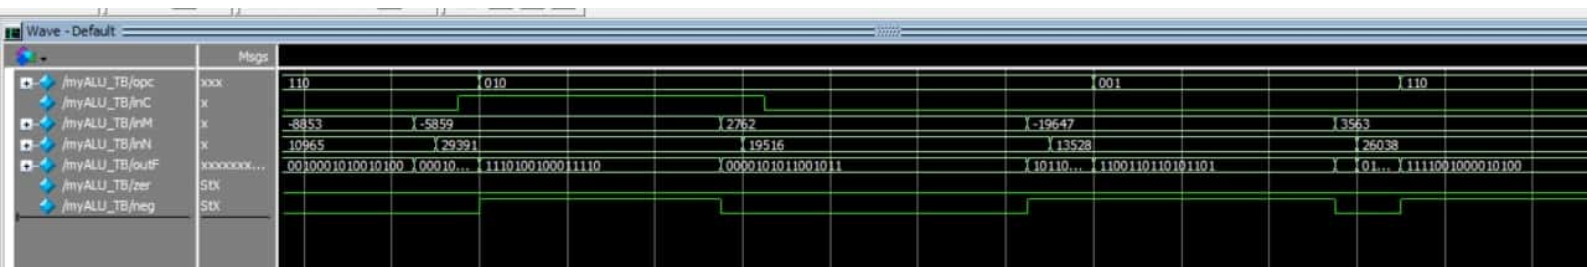 Wave - Default
Msgs
/myALU_TB/opc xxx 110 010 001 110
/myALU_TB/inC x
/myALU_TB/inM x -8853 -5859 2762 -19647 3563
/myALU_TB/inN x 10965 29391 19516 13528 26038
/myALU_TB/outF xxxxxxx... 0010001010010100 00010... 1110100100011110 0000101011001011 10110... 1100110110101101 01... 1111001000010100
/myALU_TB/zer StX
/myALU_TB/neg StX